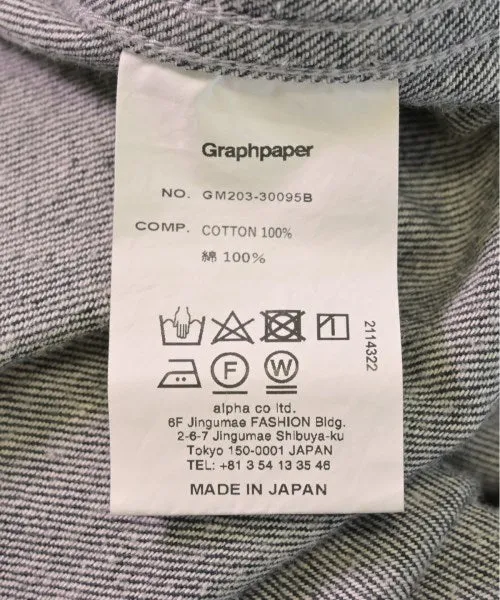 Graphpaper
NO. GM203-30095B
COMP. COTTON 100%
綿 100%
2114322
F
W
alpha co ltd.
6F Jingumae FASHION Bldg.
2-6-7 Jingumae Shibuya-ku
Tokyo 150-0001 JAPAN
TEL: +81 3 54 13 35 46
MADE IN JAPAN